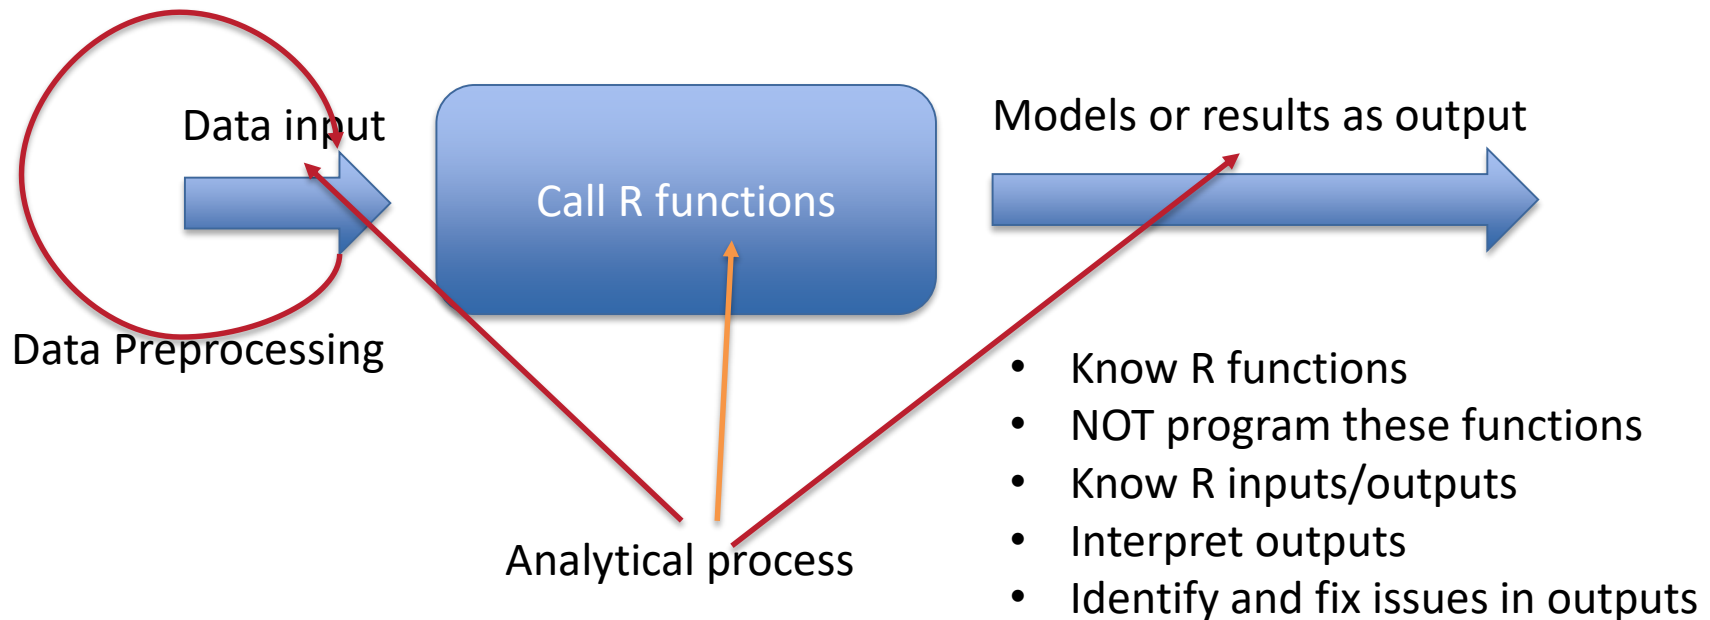 Data input
Call R functions
Models or results as output
Data Preprocessing
Analytical process
• Know R functions
• NOT program these functions
• Know R inputs/outputs
• Interpret outputs
• Identify and fix issues in outputs